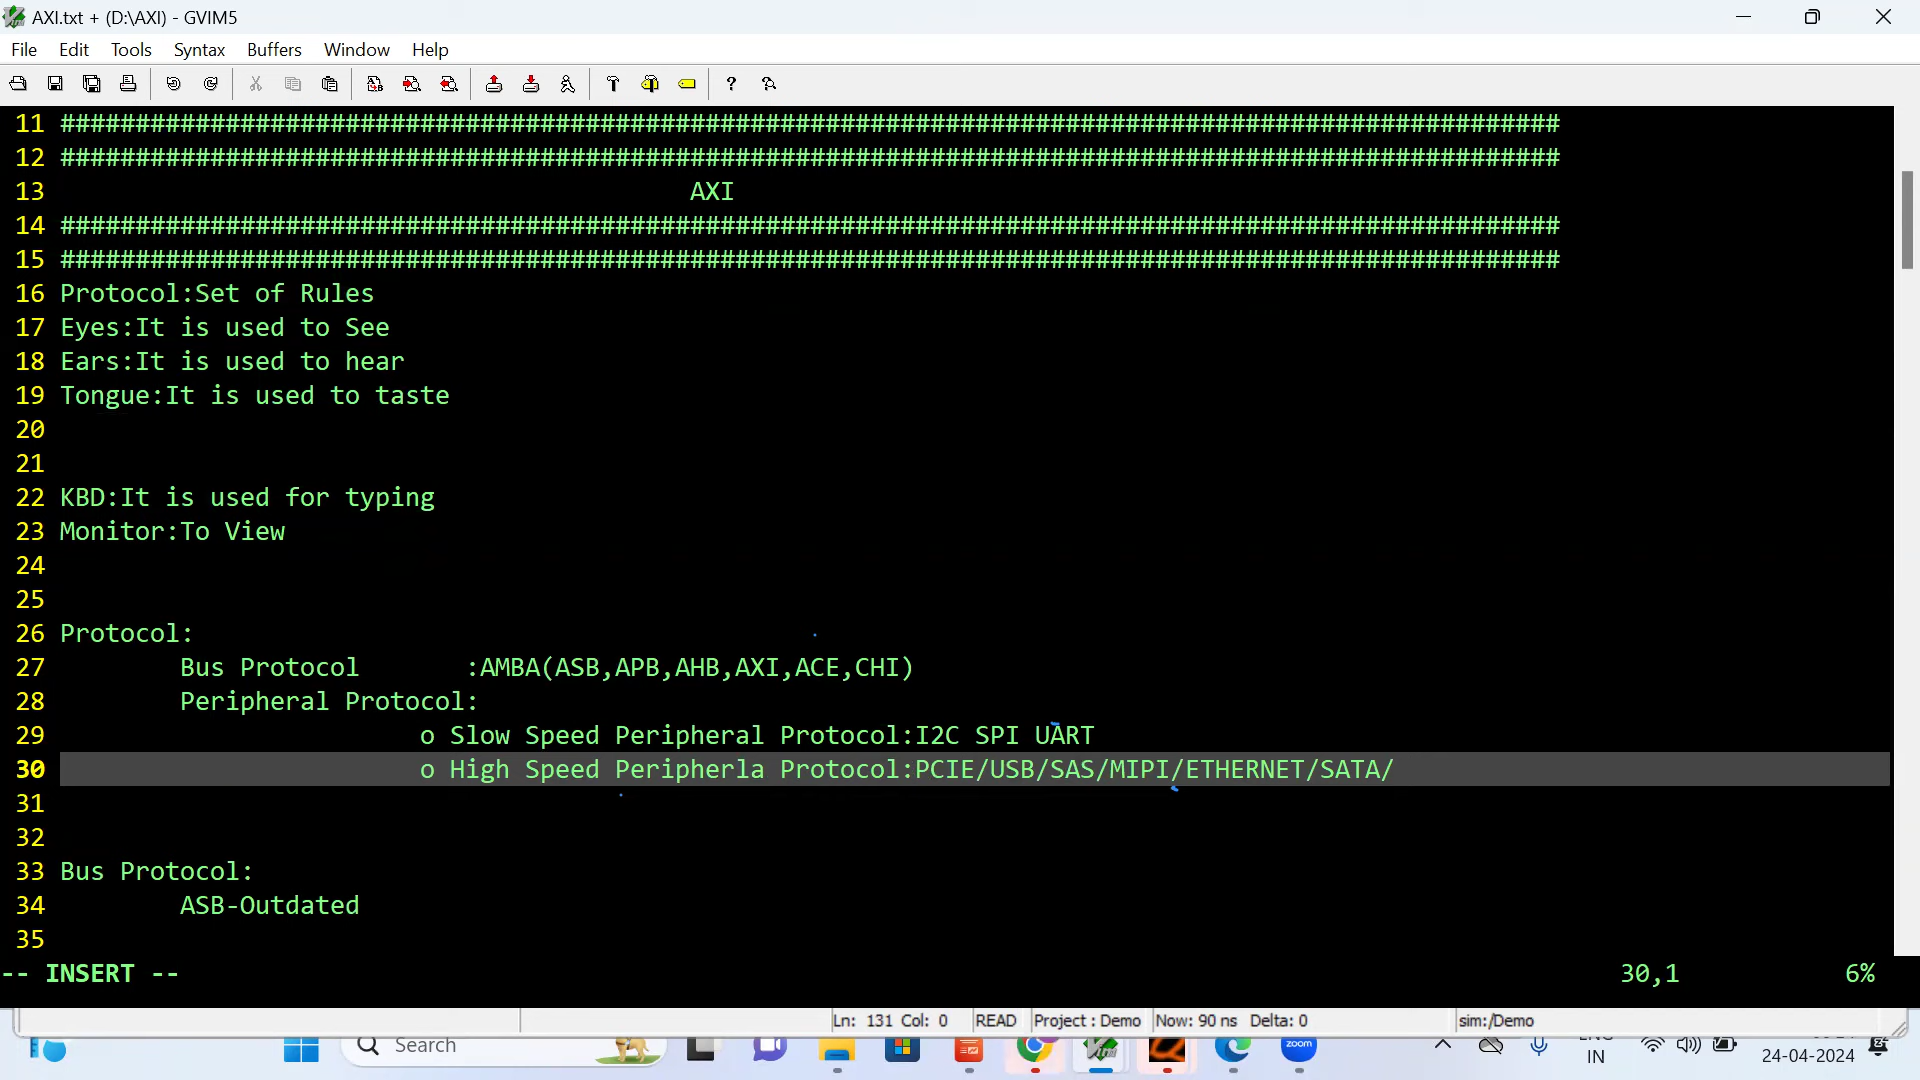 AXI.txt + (D:\AXI) - GVIM5
File Edit Tools Syntax Buffers Window Help
11 ####################################################################################################
12 ####################################################################################################
13 AXI
14 ####################################################################################################
15 ####################################################################################################
16 Protocol:Set of Rules
17 Eyes:It is used to See
18 Ears:It is used to hear
19 Tongue:It is used to taste
20
21
22 KBD:It is used for typing
23 Monitor:To View
24
25
26 Protocol:
27 Bus Protocol :AMBA(ASB,APB,AHB,AXI,ACE,CHI)
28 Peripheral Protocol:
29 o Slow Speed Peripheral Protocol:I2C SPI UART
30 o High Speed Peripherla Protocol:PCIE/USB/SAS/MIPI/ETHERNET/SATA/
31
32
33 Bus Protocol:
34 ASB-Outdated
35
-- INSERT -- 30,1 6%
Ln: 131 Col: 0 READ Project : Demo Now: 90 ns Delta: 0 sim:/Demo
Search zoom IN 24-04-2024